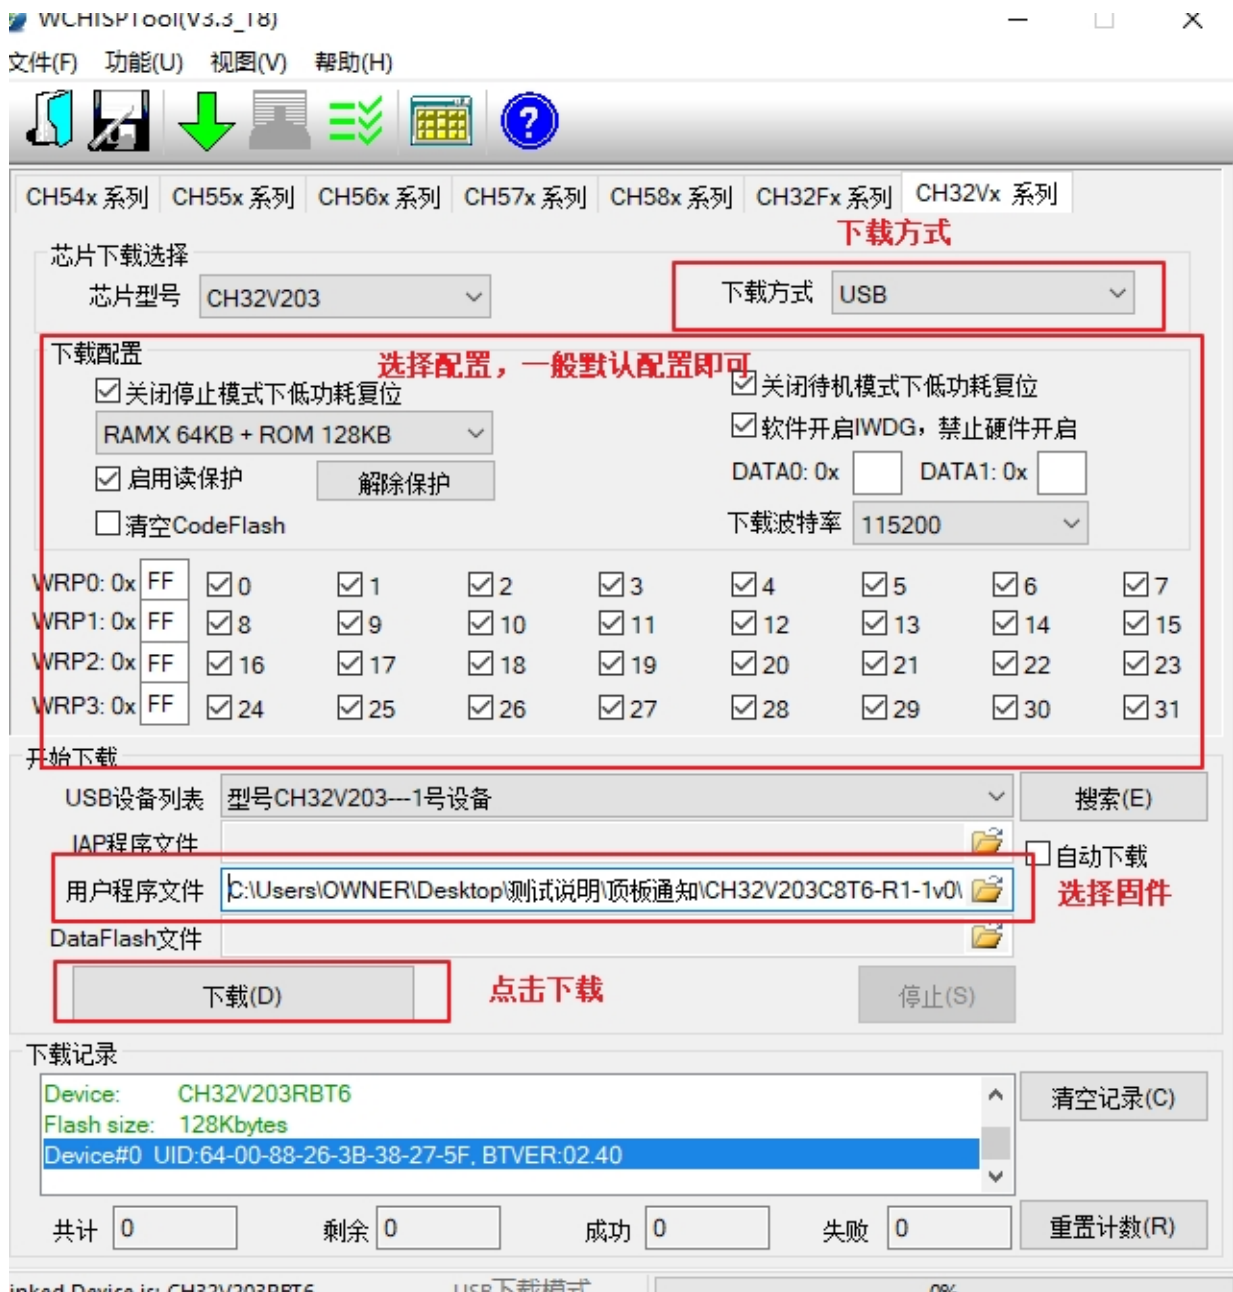 WCHISPTool(V3.3_T8)
文件(F) 功能(U) 视图(V) 帮助(H)
CH54x 系列 CH55x 系列 CH56x 系列 CH57x 系列 CH58x 系列 CH32Fx 系列 CH32Vx 系列
下载方式
芯片下载选择
芯片型号 CH32V203 下载方式 USB
下载配置
选择配置，一般默认配置即可
关闭停止模式下低功耗复位 关闭待机模式下低功耗复位
RAMX 64KB + ROM 128KB 软件开启IWDG，禁止硬件开启
启用读保护 解除保护 DATA0: 0x DATA1: 0x
清空CodeFlash 下载波特率 115200
WRP0: 0x FF 0 1 2 3 4 5 6 7
WRP1: 0x FF 8 9 10 11 12 13 14 15
WRP2: 0x FF 16 17 18 19 20 21 22 23
WRP3: 0x FF 24 25 26 27 28 29 30 31
开始下载
USB设备列表 型号CH32V203---1号设备 搜索(E)
IAP程序文件 自动下载
用户程序文件 C:\Users\OWNER\Desktop\测试说明\顶板通知\CH32V203C8T6-R1-1v0\ 选择固件
DataFlash文件
下载(D) 点击下载 停止(S)
下载记录
Device: CH32V203RBT6 清空记录(C)
Flash size: 128Kbytes
Device#0 UID:64-00-88-26-3B-38-27-5F, BTVER:02.40
共计 0 剩余 0 成功 0 失败 0 重置计数(R)
inked Device is: CH32V203RBT6 USB下载模式 0%